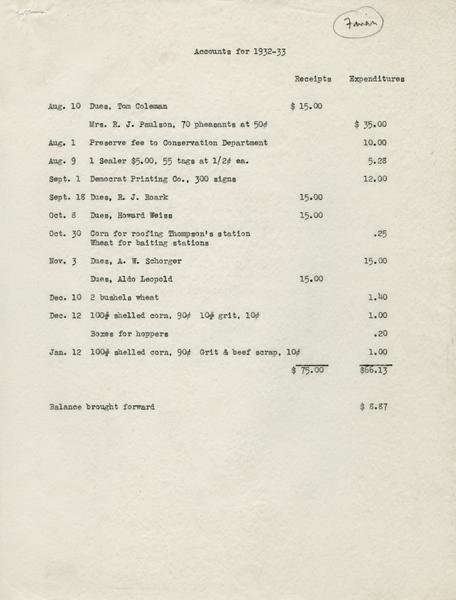 Accounts for 1932-33
Receipts Expenditures
Aug. 10 Dues, Tom Coleman $ 15.00
Mrs. R. J. Paulson, 70 pheasants at 50¢ $ 35.00
Aug. 1 Preserve fee to Conservation Department 10.00
Aug. 9 1 Sealer $5.00, 55 tags at 1/2¢ ea. 5.28
Sept. 1 Democrat Printing Co., 300 signs 12.00
Sept. 18 Dues, R. J. Roark 15.00
Oct. 8 Dues, Howard Weiss 15.00
Oct. 30 Corn for roofing Thompson's station .25
Wheat for baiting stations
Nov. 3 Dues, A. W. Schorger 15.00
Dues, Aldo Leopold 15.00
Dec. 10 2 bushels wheat 1.40
Dec. 12 100# shelled corn, 90¢ 10# grit, 10¢ 1.00
Boxes for hoppers .20
Jan. 12 100# shelled corn, 90¢ Grit & beef scrap, 10¢ 1.00
$ 75.00 $66.13
Balance brought forward $ 8.87